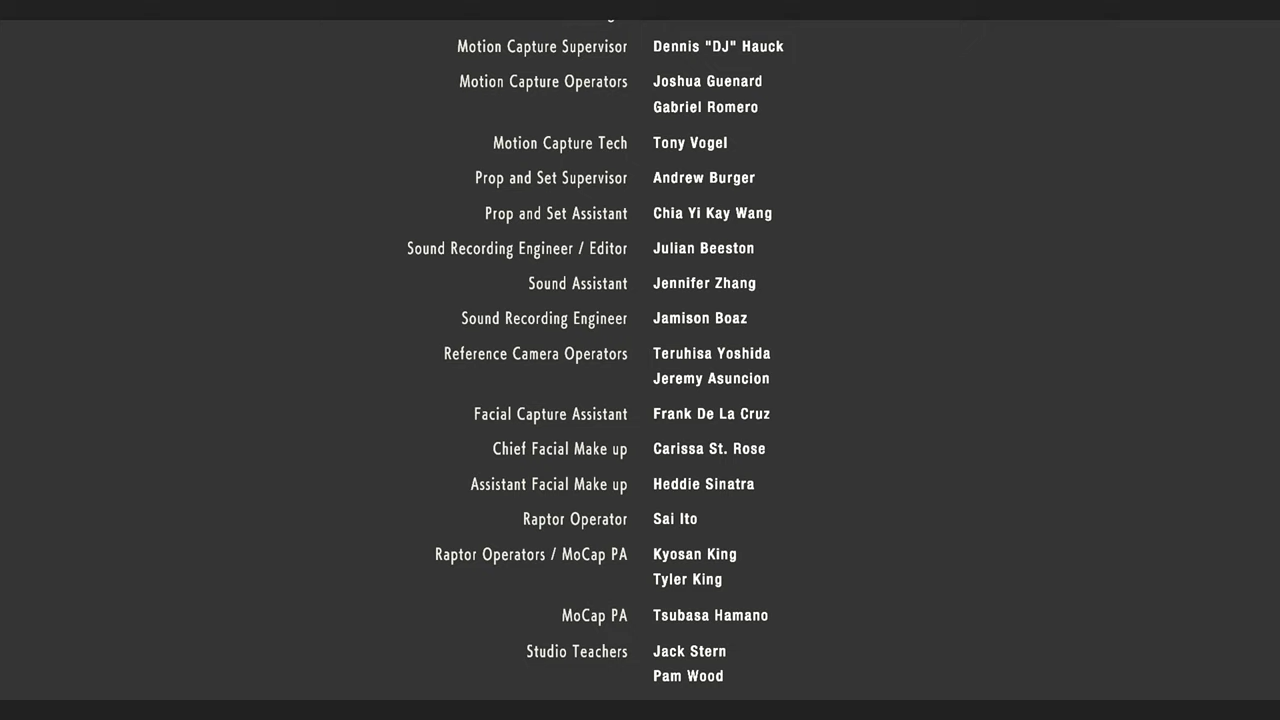 Motion Capture Supervisor Dennis "DJ" Hauck
Motion Capture Operators Joshua Guenard
Gabriel Romero
Motion Capture Tech Tony Vogel
Prop and Set Supervisor Andrew Burger
Prop and Set Assistant Chia Yi Kay Wang
Sound Recording Engineer / Editor Julian Beeston
Sound Assistant Jennifer Zhang
Sound Recording Engineer Jamison Boaz
Reference Camera Operators Teruhisa Yoshida
Jeremy Asuncion
Facial Capture Assistant Frank De La Cruz
Chief Facial Make up Carissa St. Rose
Assistant Facial Make up Heddie Sinatra
Raptor Operator Sai Ito
Raptor Operators / MoCap PA Kyosan King
Tyler King
MoCap PA Tsubasa Hamano
Studio Teachers Jack Stern
Pam Wood